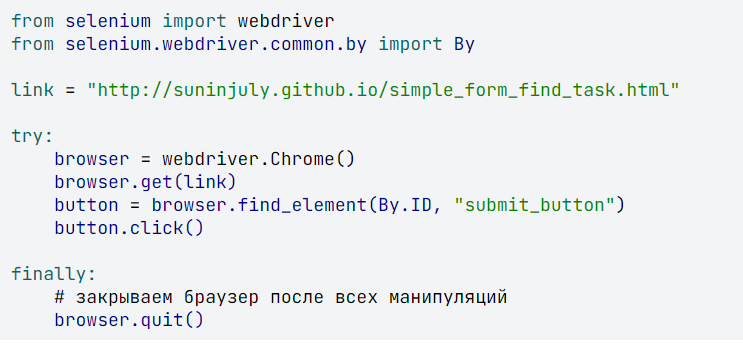 from selenium import webdriver
from selenium.webdriver.common.by import By

link = "http://suninjuly.github.io/simple_form_find_task.html"

try:
    browser = webdriver.Chrome()
    browser.get(link)
    button = browser.find_element(By.ID, "submit_button")
    button.click()

finally:
    # закрываем браузер после всех манипуляций
    browser.quit()